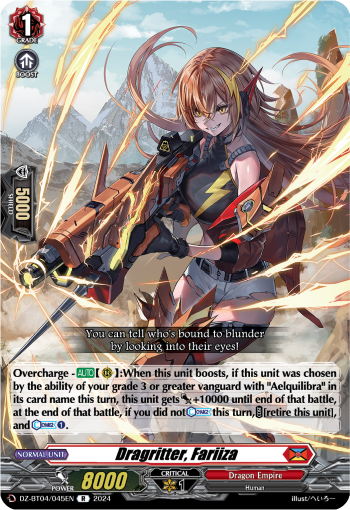 1
GRADE
BOOST
5000
SHIELD
You can tell who's bound to blunder
by looking into their eyes!
Overcharge - AUTO [ ]:When this unit boosts, if this unit was chosen
by the ability of your grade 3 or greater vanguard with "Aelquilibra" in
its card name this turn, this unit gets +10000 until end of that battle,
at the end of that battle, if you did not this turn, [retire this unit],
and 1.
NORMAL UNIT
Dragritter, Fariiza
POWER 8000 CRITICAL 1 Dragon Empire
Human
D DZ-BT04/045EN R 2024 illust/へいろー